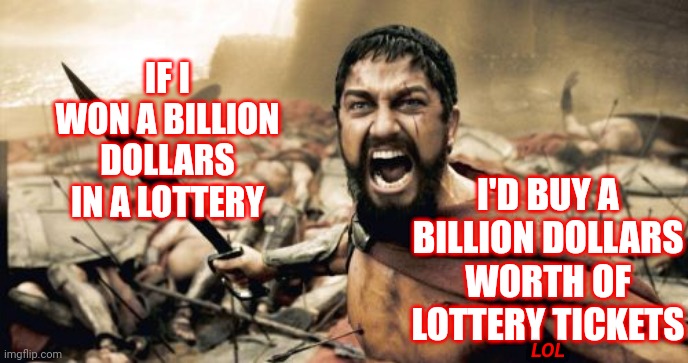 IF I
WON A BILLION
DOLLARS
IN A LOTTERY
I'D BUY A
BILLION DOLLARS
WORTH OF
LOTTERY TICKETS
LOL
imgflip.com